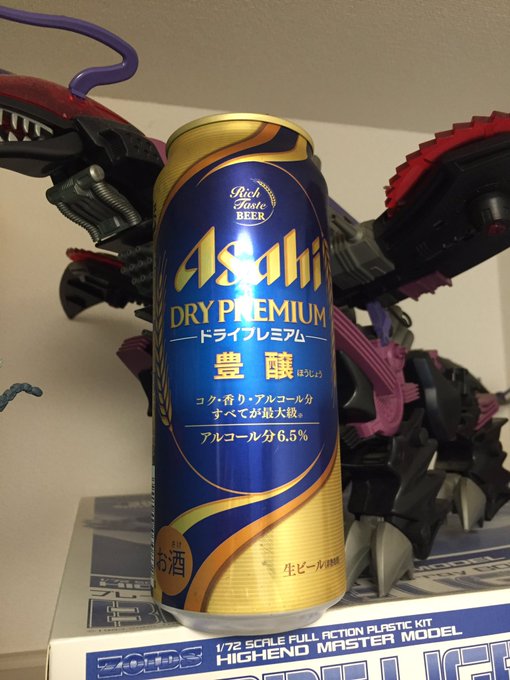 Rich
Taste
BEER
Asahi
DRY PREMIUM
ドライプレミアム
豊醸 ほうじょう
コク・香り・アルコール分
すべてが最大級※
アルコール分6.5%
さけ
お酒
生ビール
ZOIDS
1/72 SCALE FULL ACTION PLASTIC KIT
HIGHEND MASTER MODEL